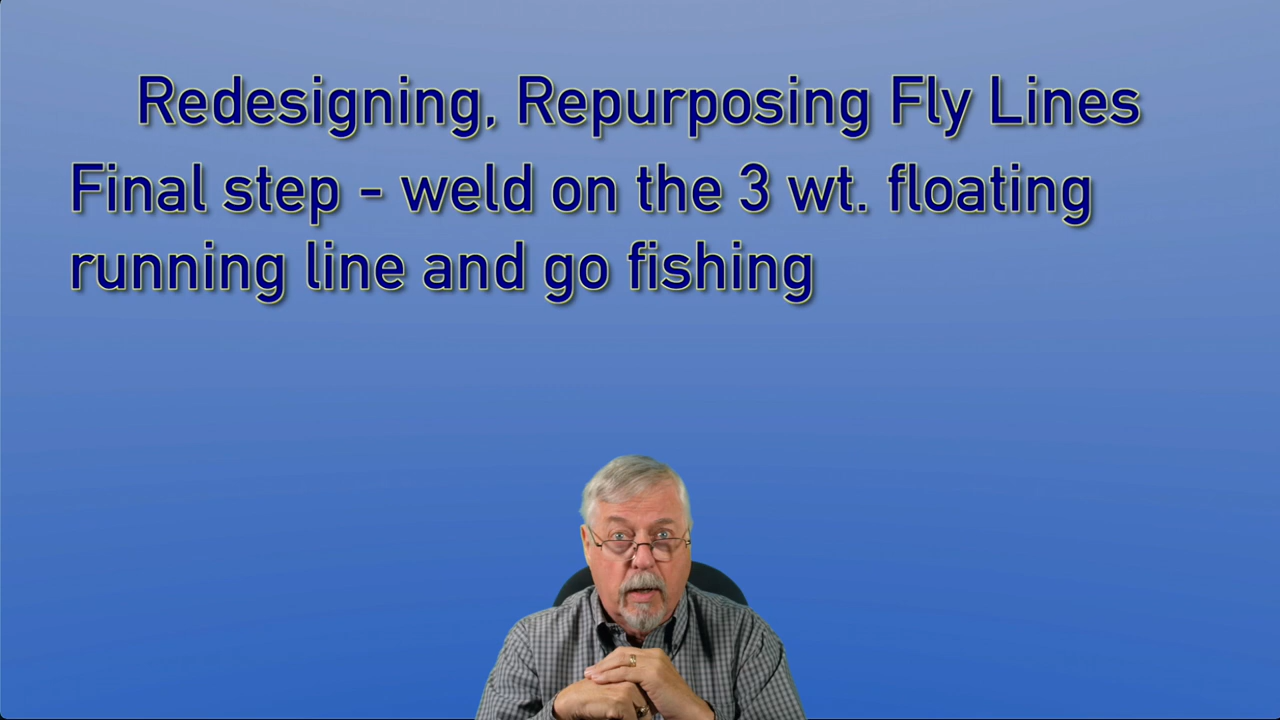 Redesigning, Repurposing Fly Lines
Final step - weld on the 3 wt. floating
running line and go fishing